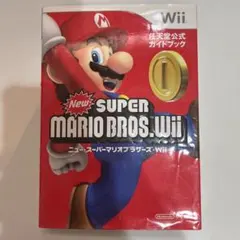 Wii
任天堂公式
ガイドブック
New
SUPER
MARIO BROS.Wii
ニュー・スーパーマリオブラザーズ・Wii
Nintendo